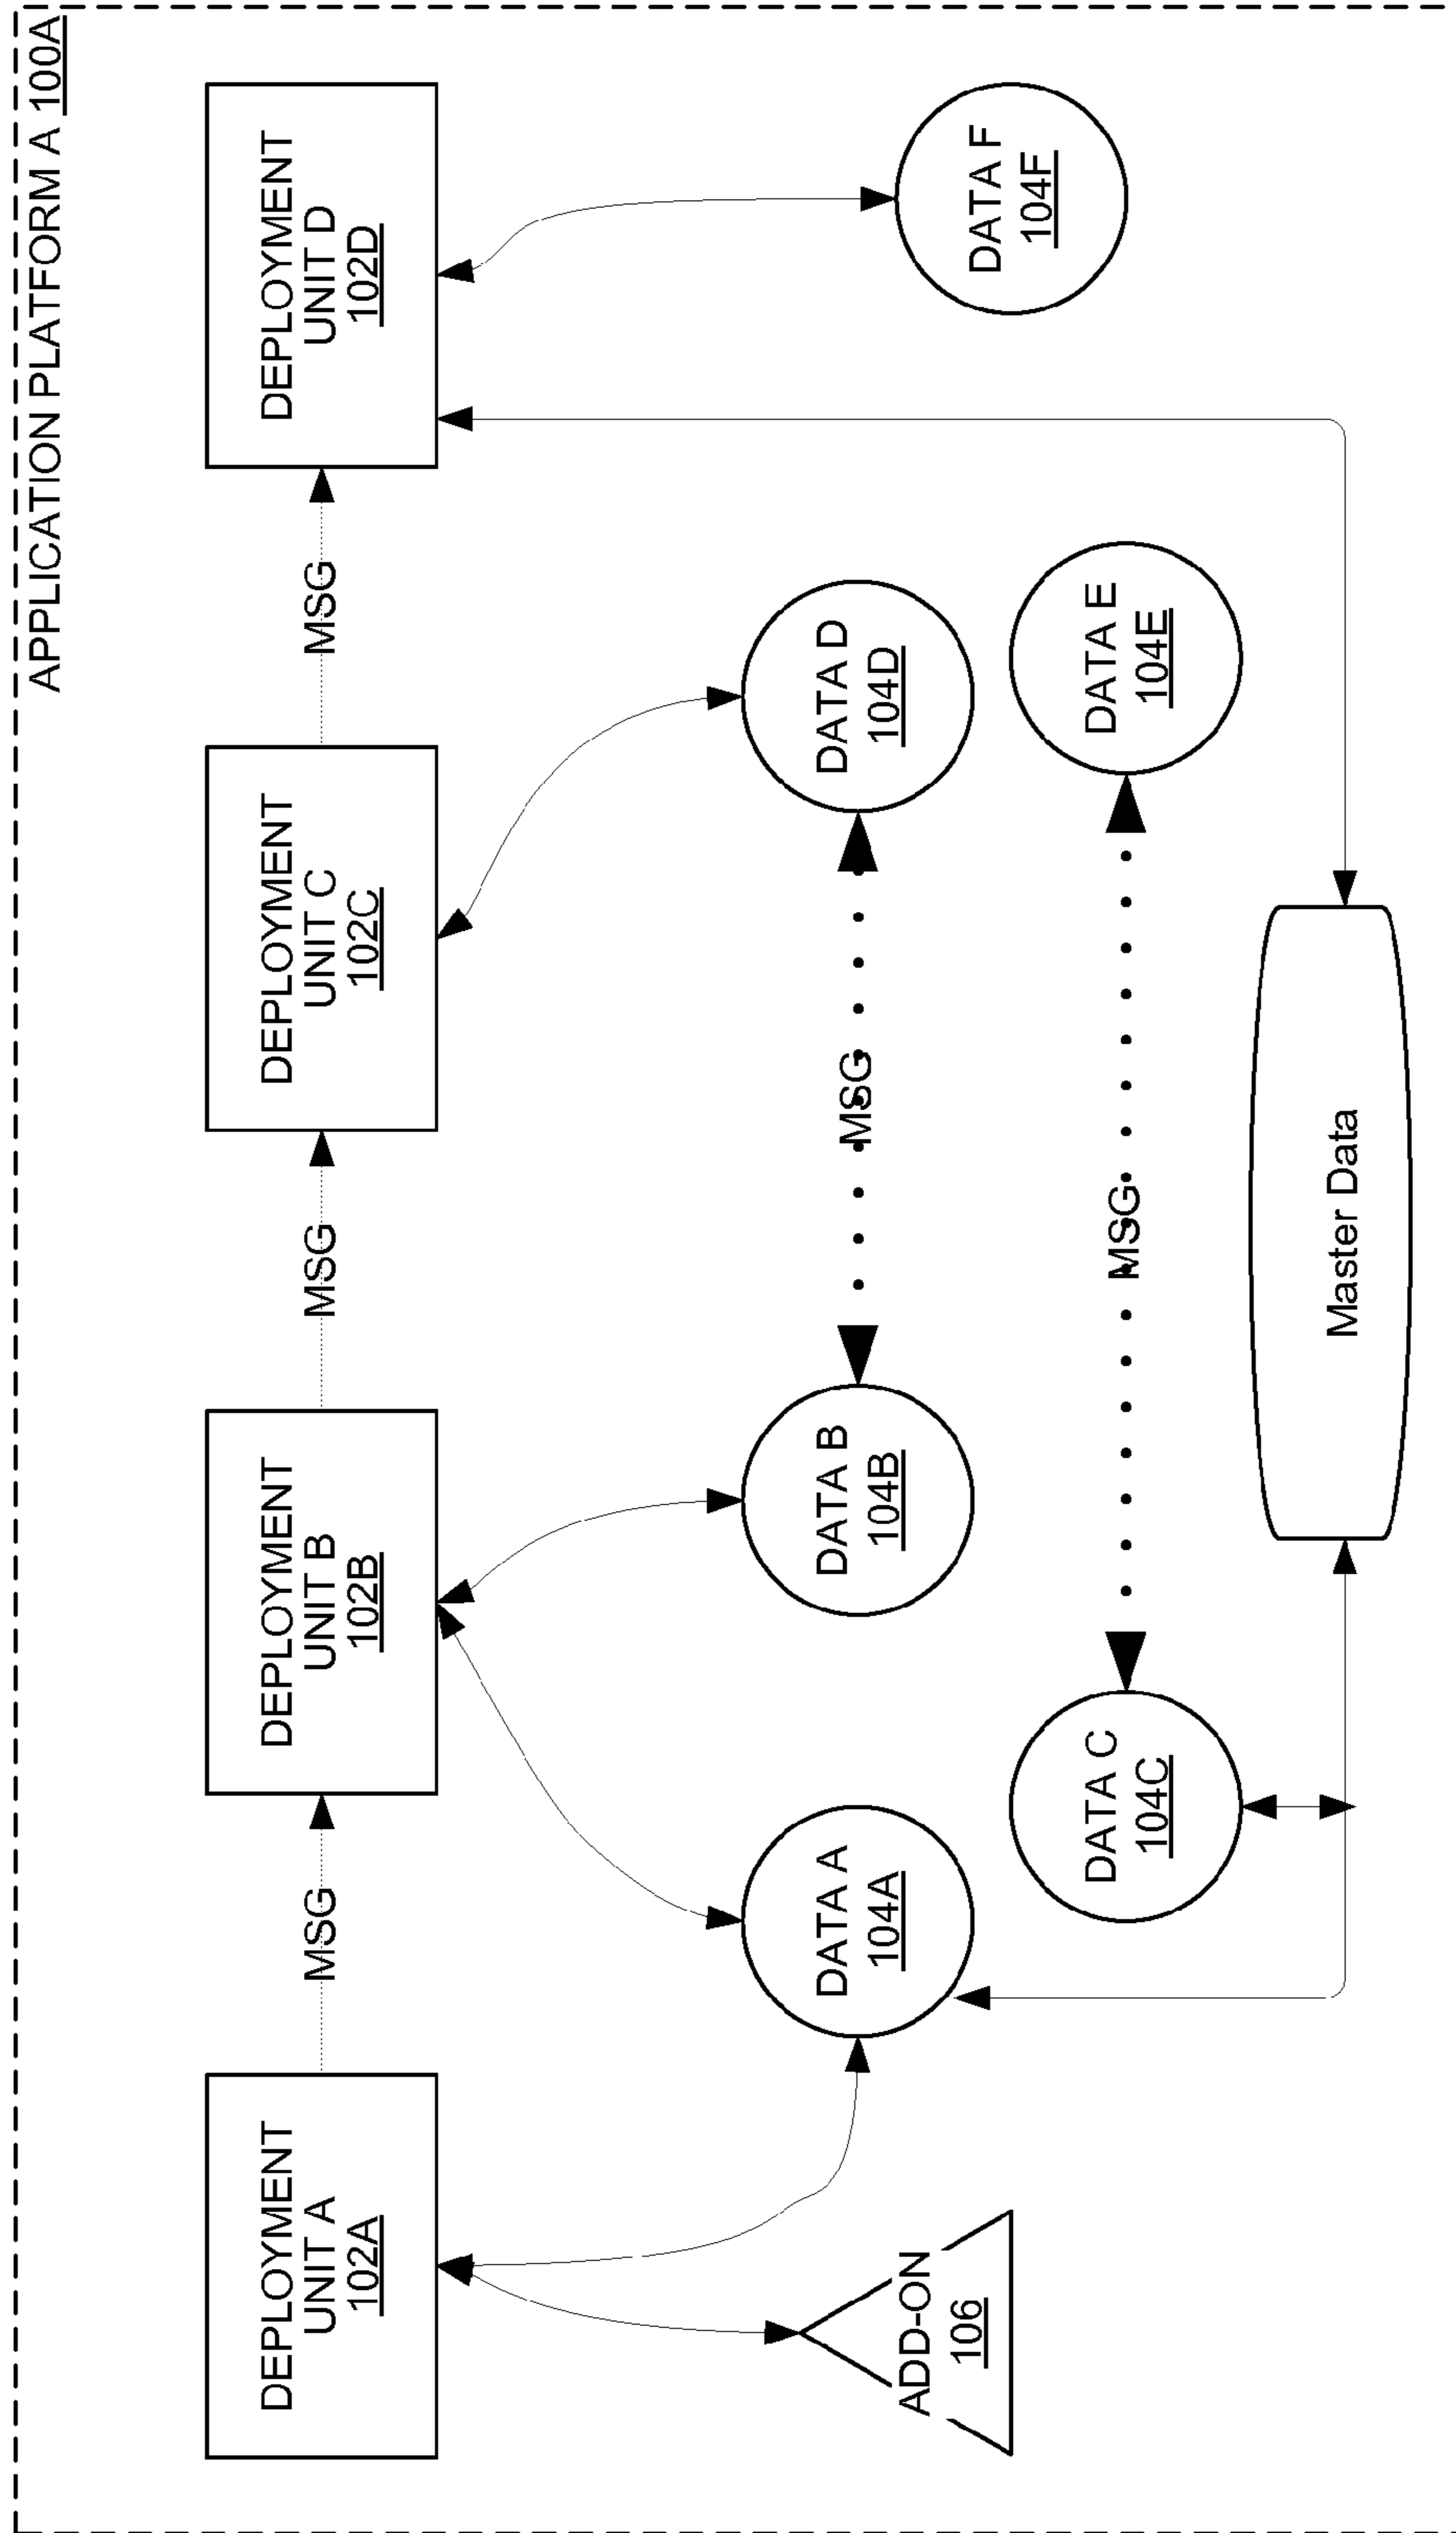 APPLICATION PLATFORM A 100A
DEPLOYMENT
UNIT A
102A
MSG
DEPLOYMENT
UNIT B
102B
MSG
DEPLOYMENT
UNIT C
102C
MSG
DEPLOYMENT
UNIT D
102D
ADD-ON
106
DATA A
104A
DATA B
104B
MSG
DATA D
104D
DATA F
104F
DATA C
104C
MSG
DATA E
104E
Master Data